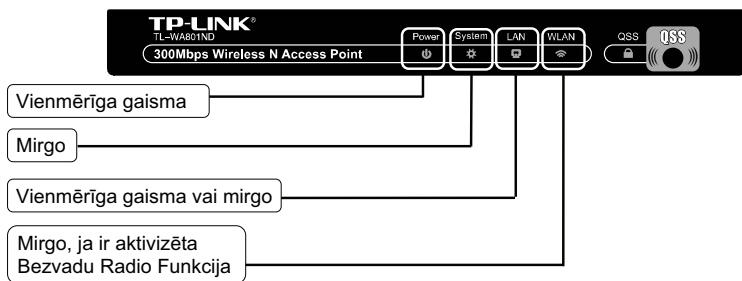 TP-LINK®
TL-WA801ND
300Mbps Wireless N Access Point
Power
System
LAN
WLAN
QSS
QSS
Vienmērīga gaisma
Mirgo
Vienmērīga gaisma vai mirgo
Mirgo, ja ir aktivizēta
Bezvadu Radio Funkcija